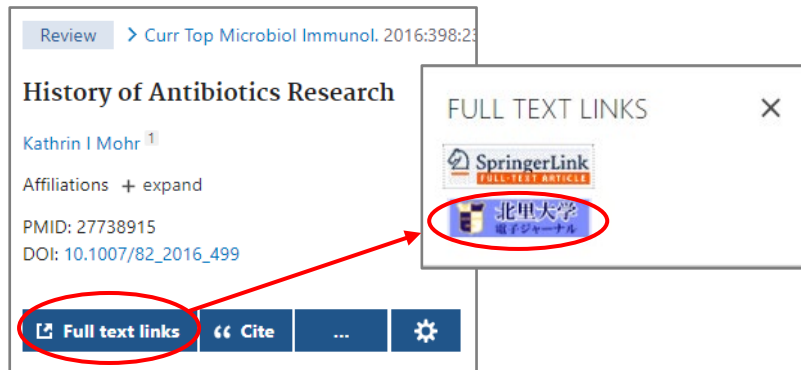 Review > Curr Top Microbiol Immunol. 2016:398:2
History of Antibiotics Research
Kathrin I Mohr 1
Affiliations + expand
PMID: 27738915
DOI: 10.1007/82_2016_499
Full text links
Cite
...
FULL TEXT LINKS ×
SpringerLink
FULL-TEXT ARTICLE
北里大学
電子ジャーナル